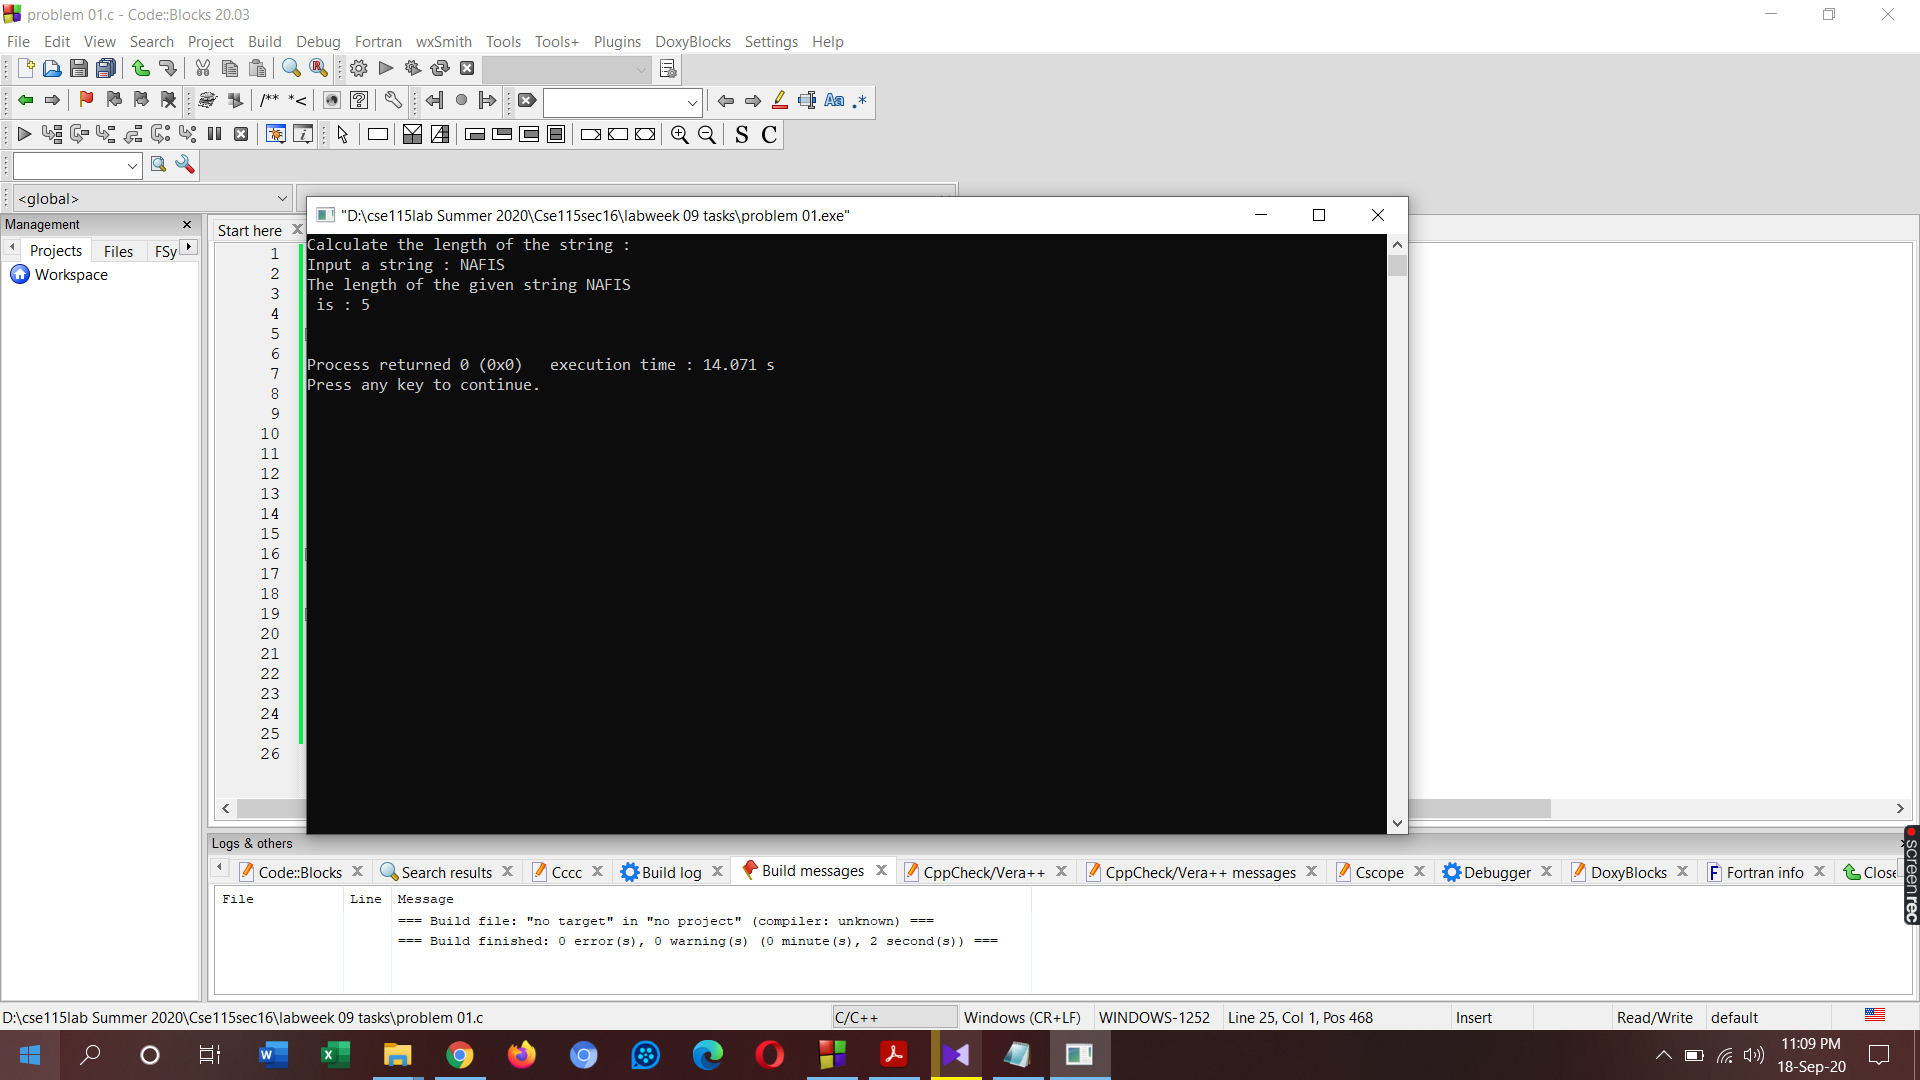 problem 01.c - Code::Blocks 20.03
File Edit View Search Project Build Debug Fortran wxSmith Tools Tools+ Plugins DoxyBlocks Settings Help
/** *<
Aa .*
S C
<global>
Management
Projects Files FSy
Workspace
Start here
"D:\cse115lab Summer 2020\Cse115sec16\labweek 09 tasks\problem 01.exe"
Calculate the length of the string :
Input a string : NAFIS
The length of the given string NAFIS
is : 5
Process returned 0 (0x0) execution time : 14.071 s
Press any key to continue.
1
2
3
4
5
6
7
8
9
10
11
12
13
14
15
16
17
18
19
20
21
22
23
24
25
26
Logs & others
Code::Blocks Search results Cccc Build log Build messages CppCheck/Vera++ CppCheck/Vera++ messages Cscope Debugger DoxyBlocks Fortran info Close
File Line Message
=== Build file: "no target" in "no project" (compiler: unknown) ===
=== Build finished: 0 error(s), 0 warning(s) (0 minute(s), 2 second(s)) ===
screenrec
D:\cse115lab Summer 2020\Cse115sec16\labweek 09 tasks\problem 01.c C/C++ Windows (CR+LF) WINDOWS-1252 Line 25, Col 1, Pos 468 Insert Read/Write default
11:09 PM
18-Sep-20